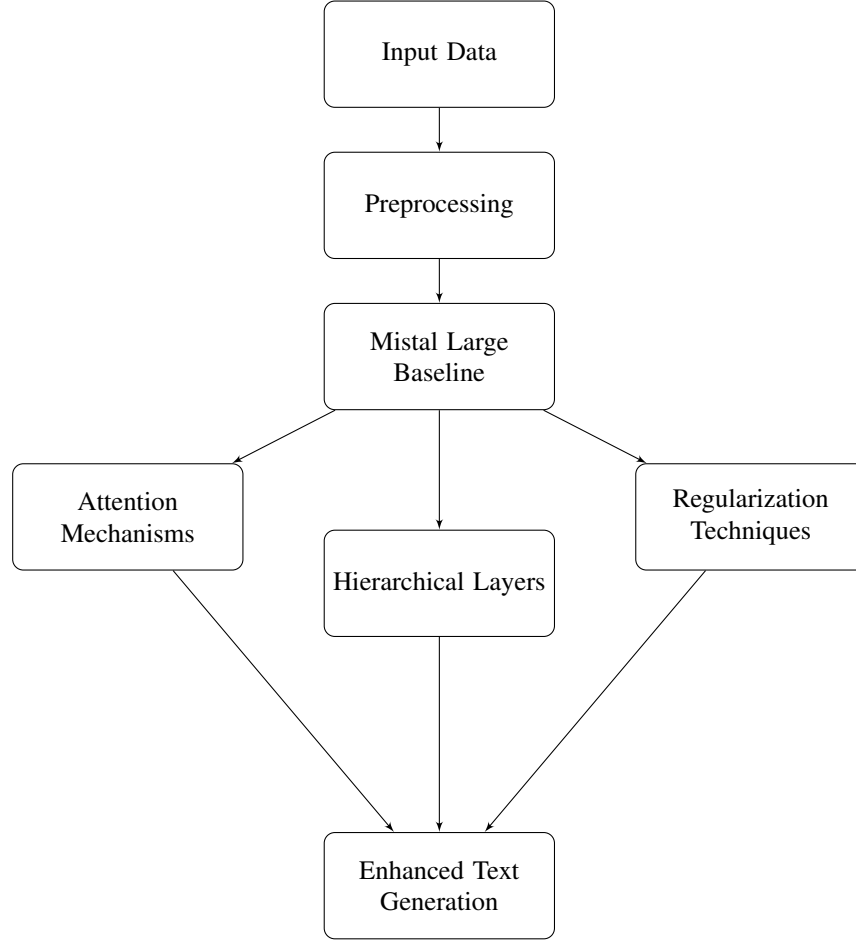 Input Data
Preprocessing
Mistal Large
Baseline
Attention
Mechanisms
Hierarchical Layers
Regularization
Techniques
Enhanced Text
Generation